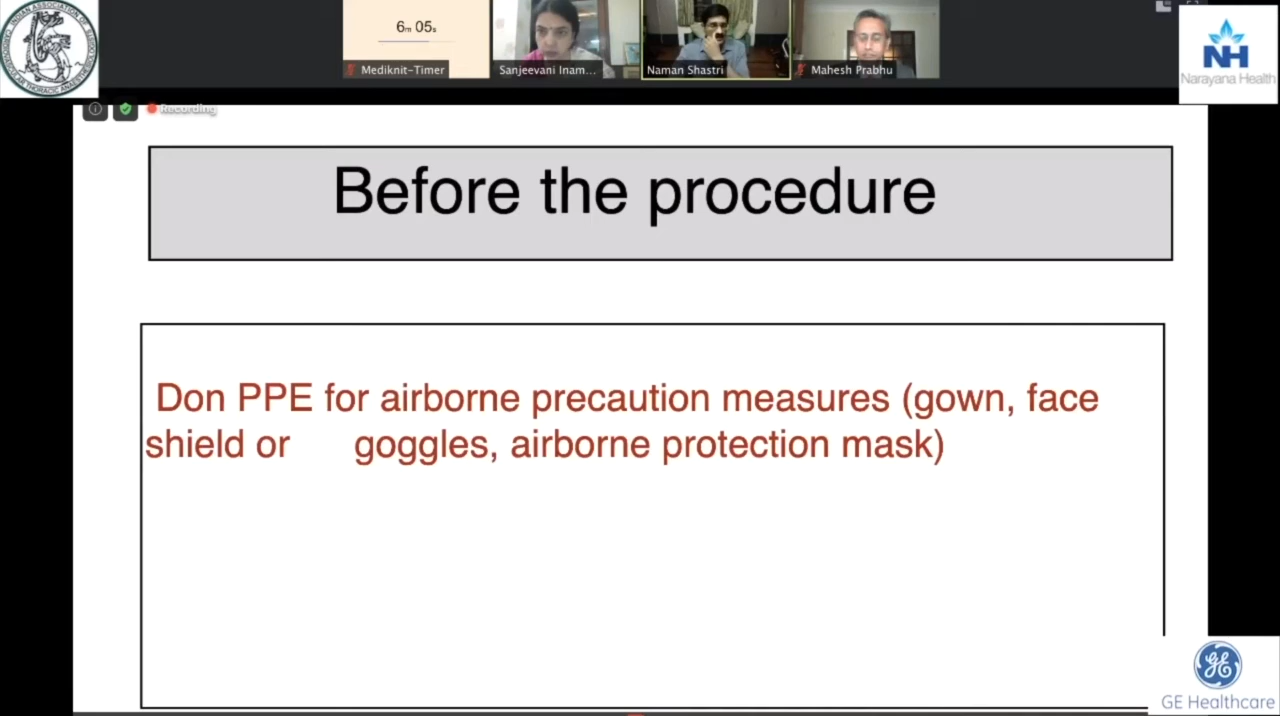 6m 05s
Mediknit-Timer
Sanjeevani Inam...
Naman Shastri
Mahesh Prabhu
NH
Narayana Health
Recording
Before the procedure
Don PPE for airborne precaution measures (gown, face
shield or goggles, airborne protection mask)
GE Healthcare